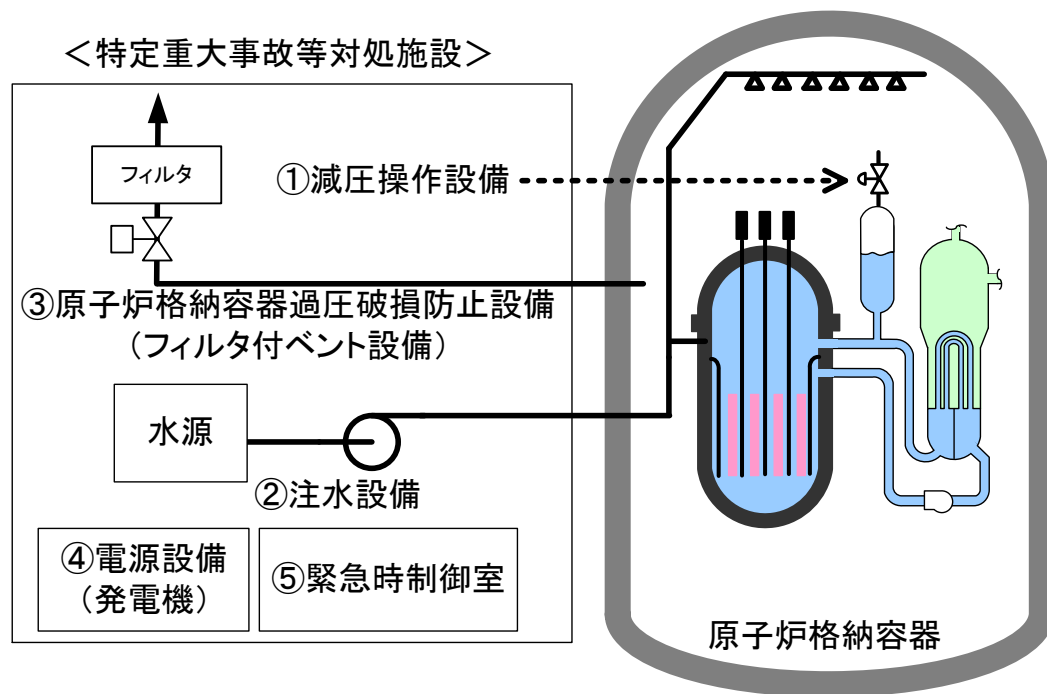 ＜特定重大事故等対処施設＞
フィルタ
①減圧操作設備
③原子炉格納容器過圧破損防止設備
（フィルタ付ベント設備）
水源
②注水設備
④電源設備
（発電機）
⑤緊急時制御室
原子炉格納容器